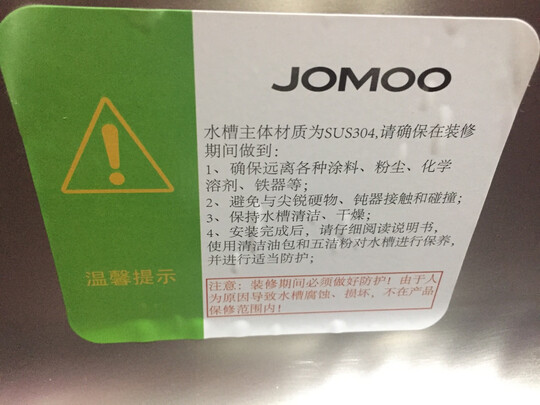 JOMOO
水槽主体材质为SUS304,请确保在装修
期间做到:
1、确保远离各种涂料、粉尘、化学
溶剂、铁器等;
2、避免与尖锐硬物、钝器接触和碰撞;
3、保持水槽清洁、干燥;
4、安装完成后，请仔细阅读说明书,
使用清洁油包和五洁粉对水槽进行保养,
并进行适当防护;
注意: 装修期间必须做好防护! 由于人
为原因导致水槽腐蚀、损坏，不在产品
保修范围内!
温馨提示